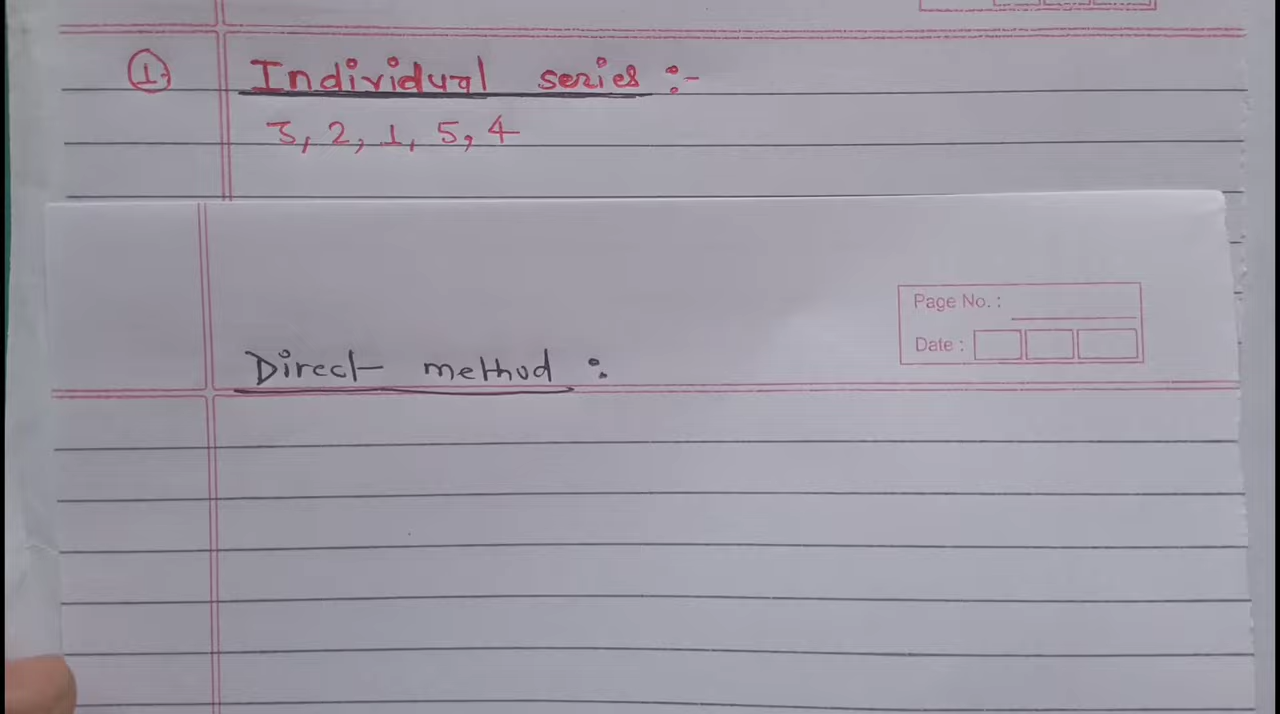 1. Individual series :-
3, 2, 1, 5, 4
Page No. :
Date :
Direct method :